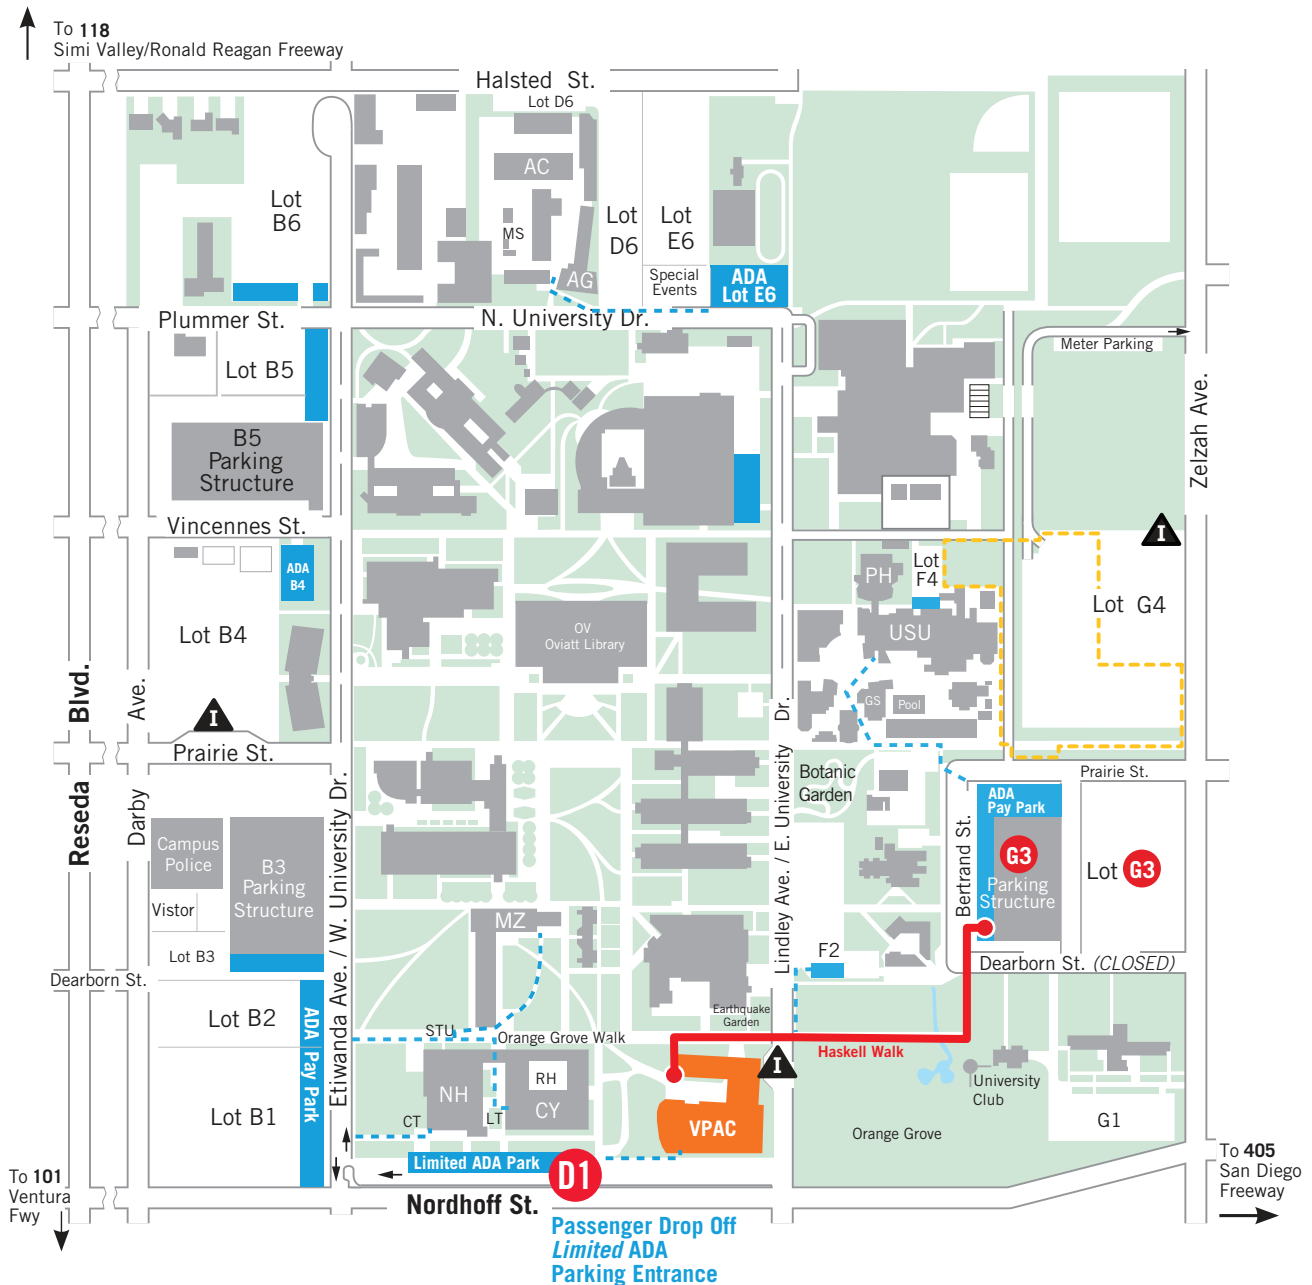 To 118
Simi Valley/Ronald Reagan Freeway
Halsted St.
Lot D6
AC
Lot
B6
MS
Lot
D6
Lot
E6
AG
Special
Events
ADA
Lot E6
Plummer St.
N. University Dr.
Meter Parking
Lot B5
Zelzah Ave.
B5
Parking
Structure
Vincennes St.
I
ADA
B4
PH
Lot
F4
Lot G4
Lot B4
OV
Oviatt Library
USU
Reseda Blvd.
Darby Ave.
I
GS
Pool
Prairie St.
Etiwanda Ave. / W. University Dr.
Lindley Ave. / E. University Dr.
Botanic
Garden
Prairie St.
ADA
Pay Park
Bertrand St.
Campus
Police
B3
Parking
Structure
G3
Parking
Structure
Lot G3
Vistor
MZ
Lot B3
F2
Dearborn St. (CLOSED)
Dearborn St.
Lot B2
ADA Pay Park
Earthquake
Garden
STU
Orange Grove Walk
Haskell Walk
I
NH
RH
CY
University
Club
Lot B1
CT
LT
VPAC
Orange Grove
G1
Limited ADA Park
D1
To 101
Ventura
Fwy
To 405
San Diego
Freeway
Nordhoff St.
Passenger Drop Off
Limited ADA
Parking Entrance